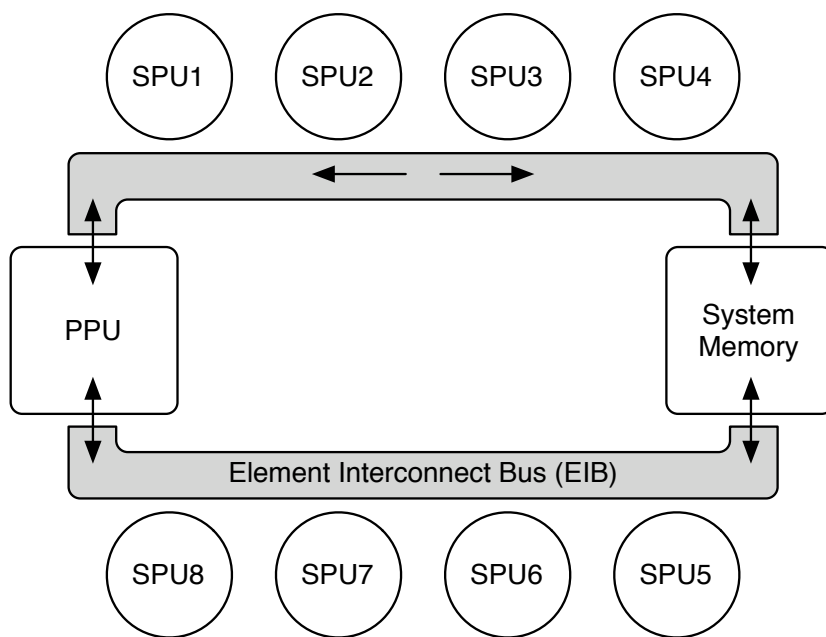 SPU1
SPU2
SPU3
SPU4
PPU
System
Memory
Element Interconnect Bus (EIB)
SPU8
SPU7
SPU6
SPU5